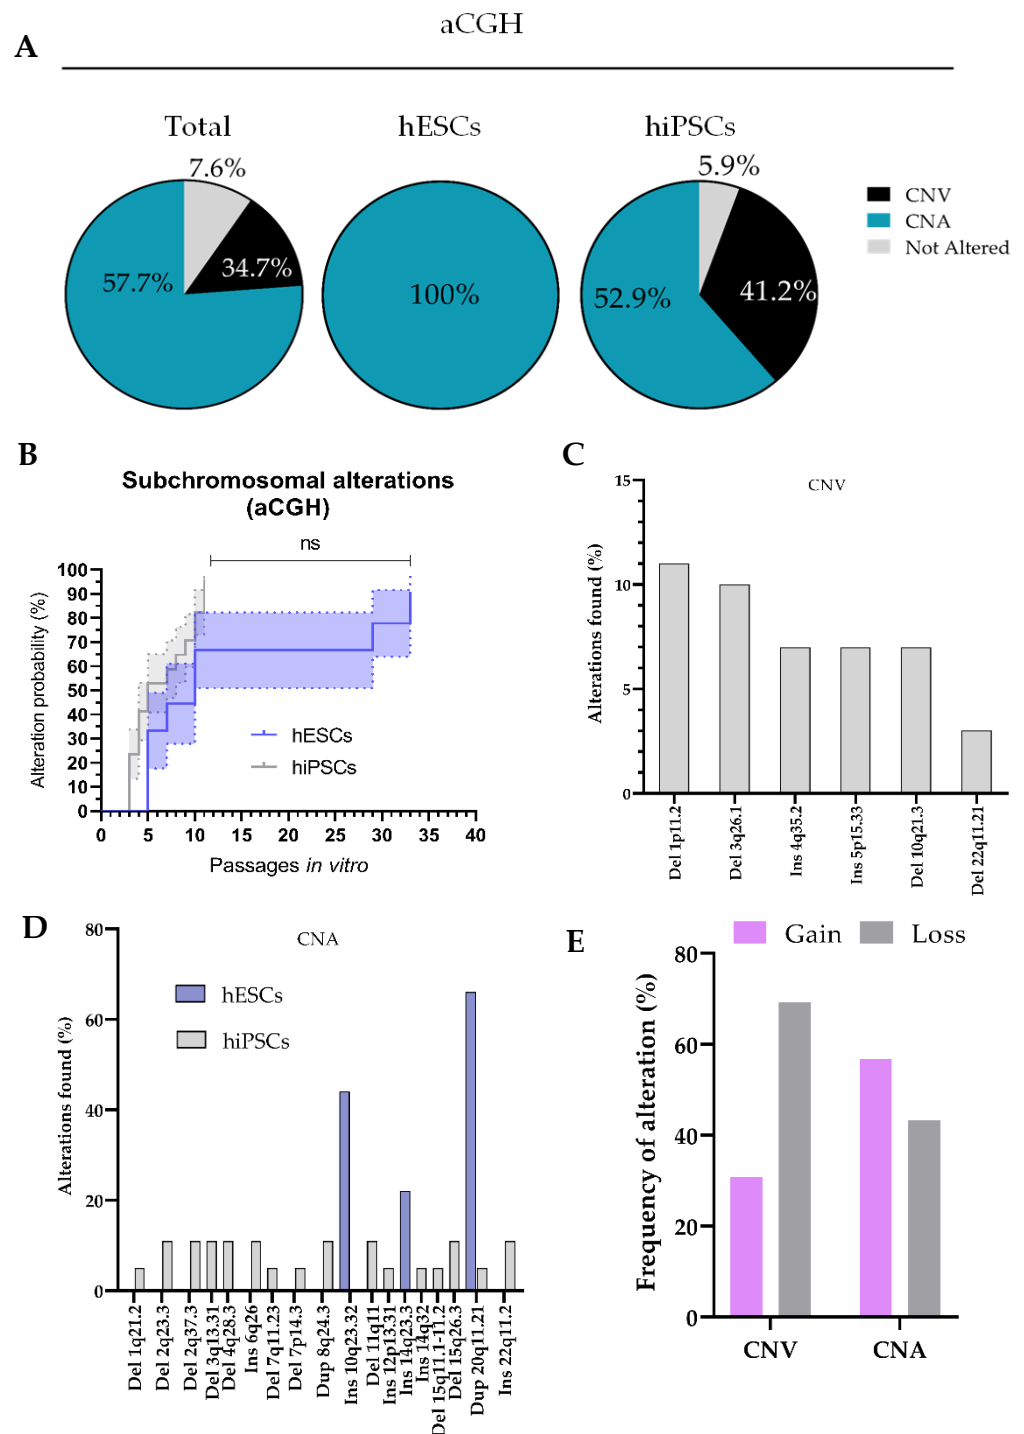 aCGH
A
Total
hESCs
hiPSCs
7.6%
34.7%
57.7%
100%
5.9%
41.2%
52.9%
CNV
CNA
Not Altered
B
Subchromosomal alterations
(aCGH)
ns
Alteration probability (%)
100
90
80
70
60
50
40
30
20
10
0
0 5 10 15 20 25 30 35 40
hESCs
hiPSCs
Passages in vitro
C
CNV
Alterations found (%)
15
10
5
0
Del 1p11.2
Del 3q26.1
Ins 4q35.2
Ins 5p15.33
Del 10q21.3
Del 22q11.21
D
CNA
hESCs
hiPSCs
Alterations found (%)
80
60
40
20
0
Del 1q21.2
Del 2q23.3
Del 2q37.3
Del 3q13.31
Del 4q28.3
Ins 6q26
Del 7q11.23
Del 7p14.3
Dup 8q24.3
Ins 10q23.32
Del 11q11
Ins 12p13.31
Ins 14q23.3
Ins 14q32
Del 15q11.1-11.2
Del 15q26.3
Dup 20q11.21
Ins 22q11.2
E
Gain
Loss
Frequency of alteration (%)
80
60
40
20
0
CNV
CNA